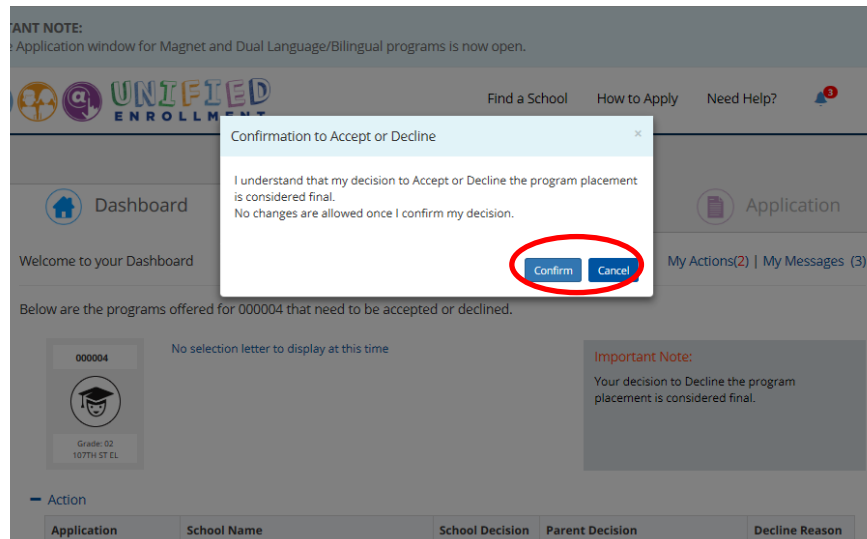 ANT NOTE:
Application window for Magnet and Dual Language/Bilingual programs is now open.
UNIFIED
ENROLLMENT
Find a School
How to Apply
Need Help?
3
Confirmation to Accept or Decline
×
I understand that my decision to Accept or Decline the program placement
is considered final.
No changes are allowed once I confirm my decision.
Confirm
Cancel
Dashboard
Application
Welcome to your Dashboard
My Actions(2) | My Messages (3)
Below are the programs offered for 000004 that need to be accepted or declined.
000004
No selection letter to display at this time
Grade: 02
107TH ST EL
Important Note:
Your decision to Decline the program
placement is considered final.
Action
Application
School Name
School Decision
Parent Decision
Decline Reason